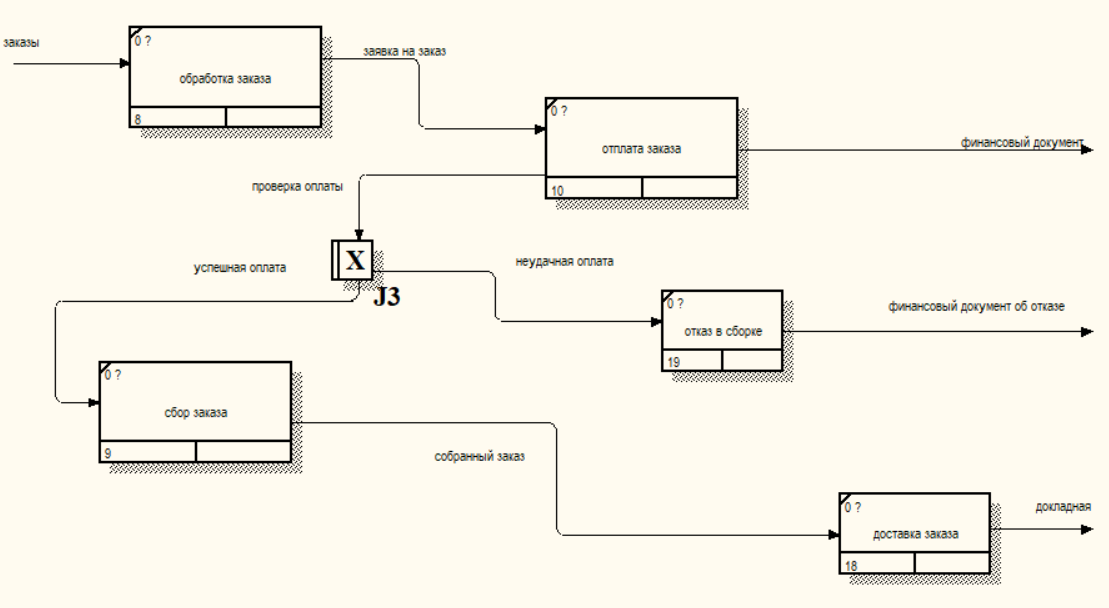 заказы
0 ?
обработка заказа
8
заявка на заказ
0 ?
отплата заказа
10
финансовый документ
проверка оплаты
X
J3
успешная оплата
неудачная оплата
0 ?
отказ в сборке
19
финансовый документ об отказе
0 ?
сбор заказа
9
собранный заказ
0 ?
доставка заказа
18
докладная